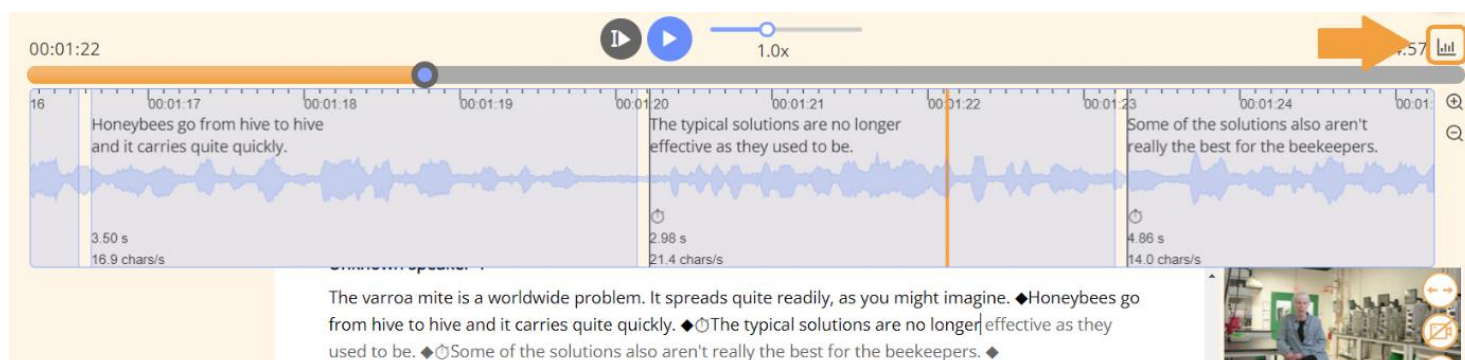 00:01:22
1.0x
:57
16 00:01:17 00:01:18 00:01:19 00:01:20 00:01:21 00:01:22 00:01:23 00:01:24 00:01:
Honeybees go from hive to hive
and it carries quite quickly.
3.50 s
16.9 chars/s
The typical solutions are no longer
effective as they used to be.
2.98 s
21.4 chars/s
Some of the solutions also aren't
really the best for the beekeepers.
4.86 s
14.0 chars/s
The varroa mite is a worldwide problem. It spreads quite readily, as you might imagine. ◆Honeybees go
from hive to hive and it carries quite quickly. ◆⏱The typical solutions are no longer effective as they
used to be. ◆⏱Some of the solutions also aren't really the best for the beekeepers. ◆